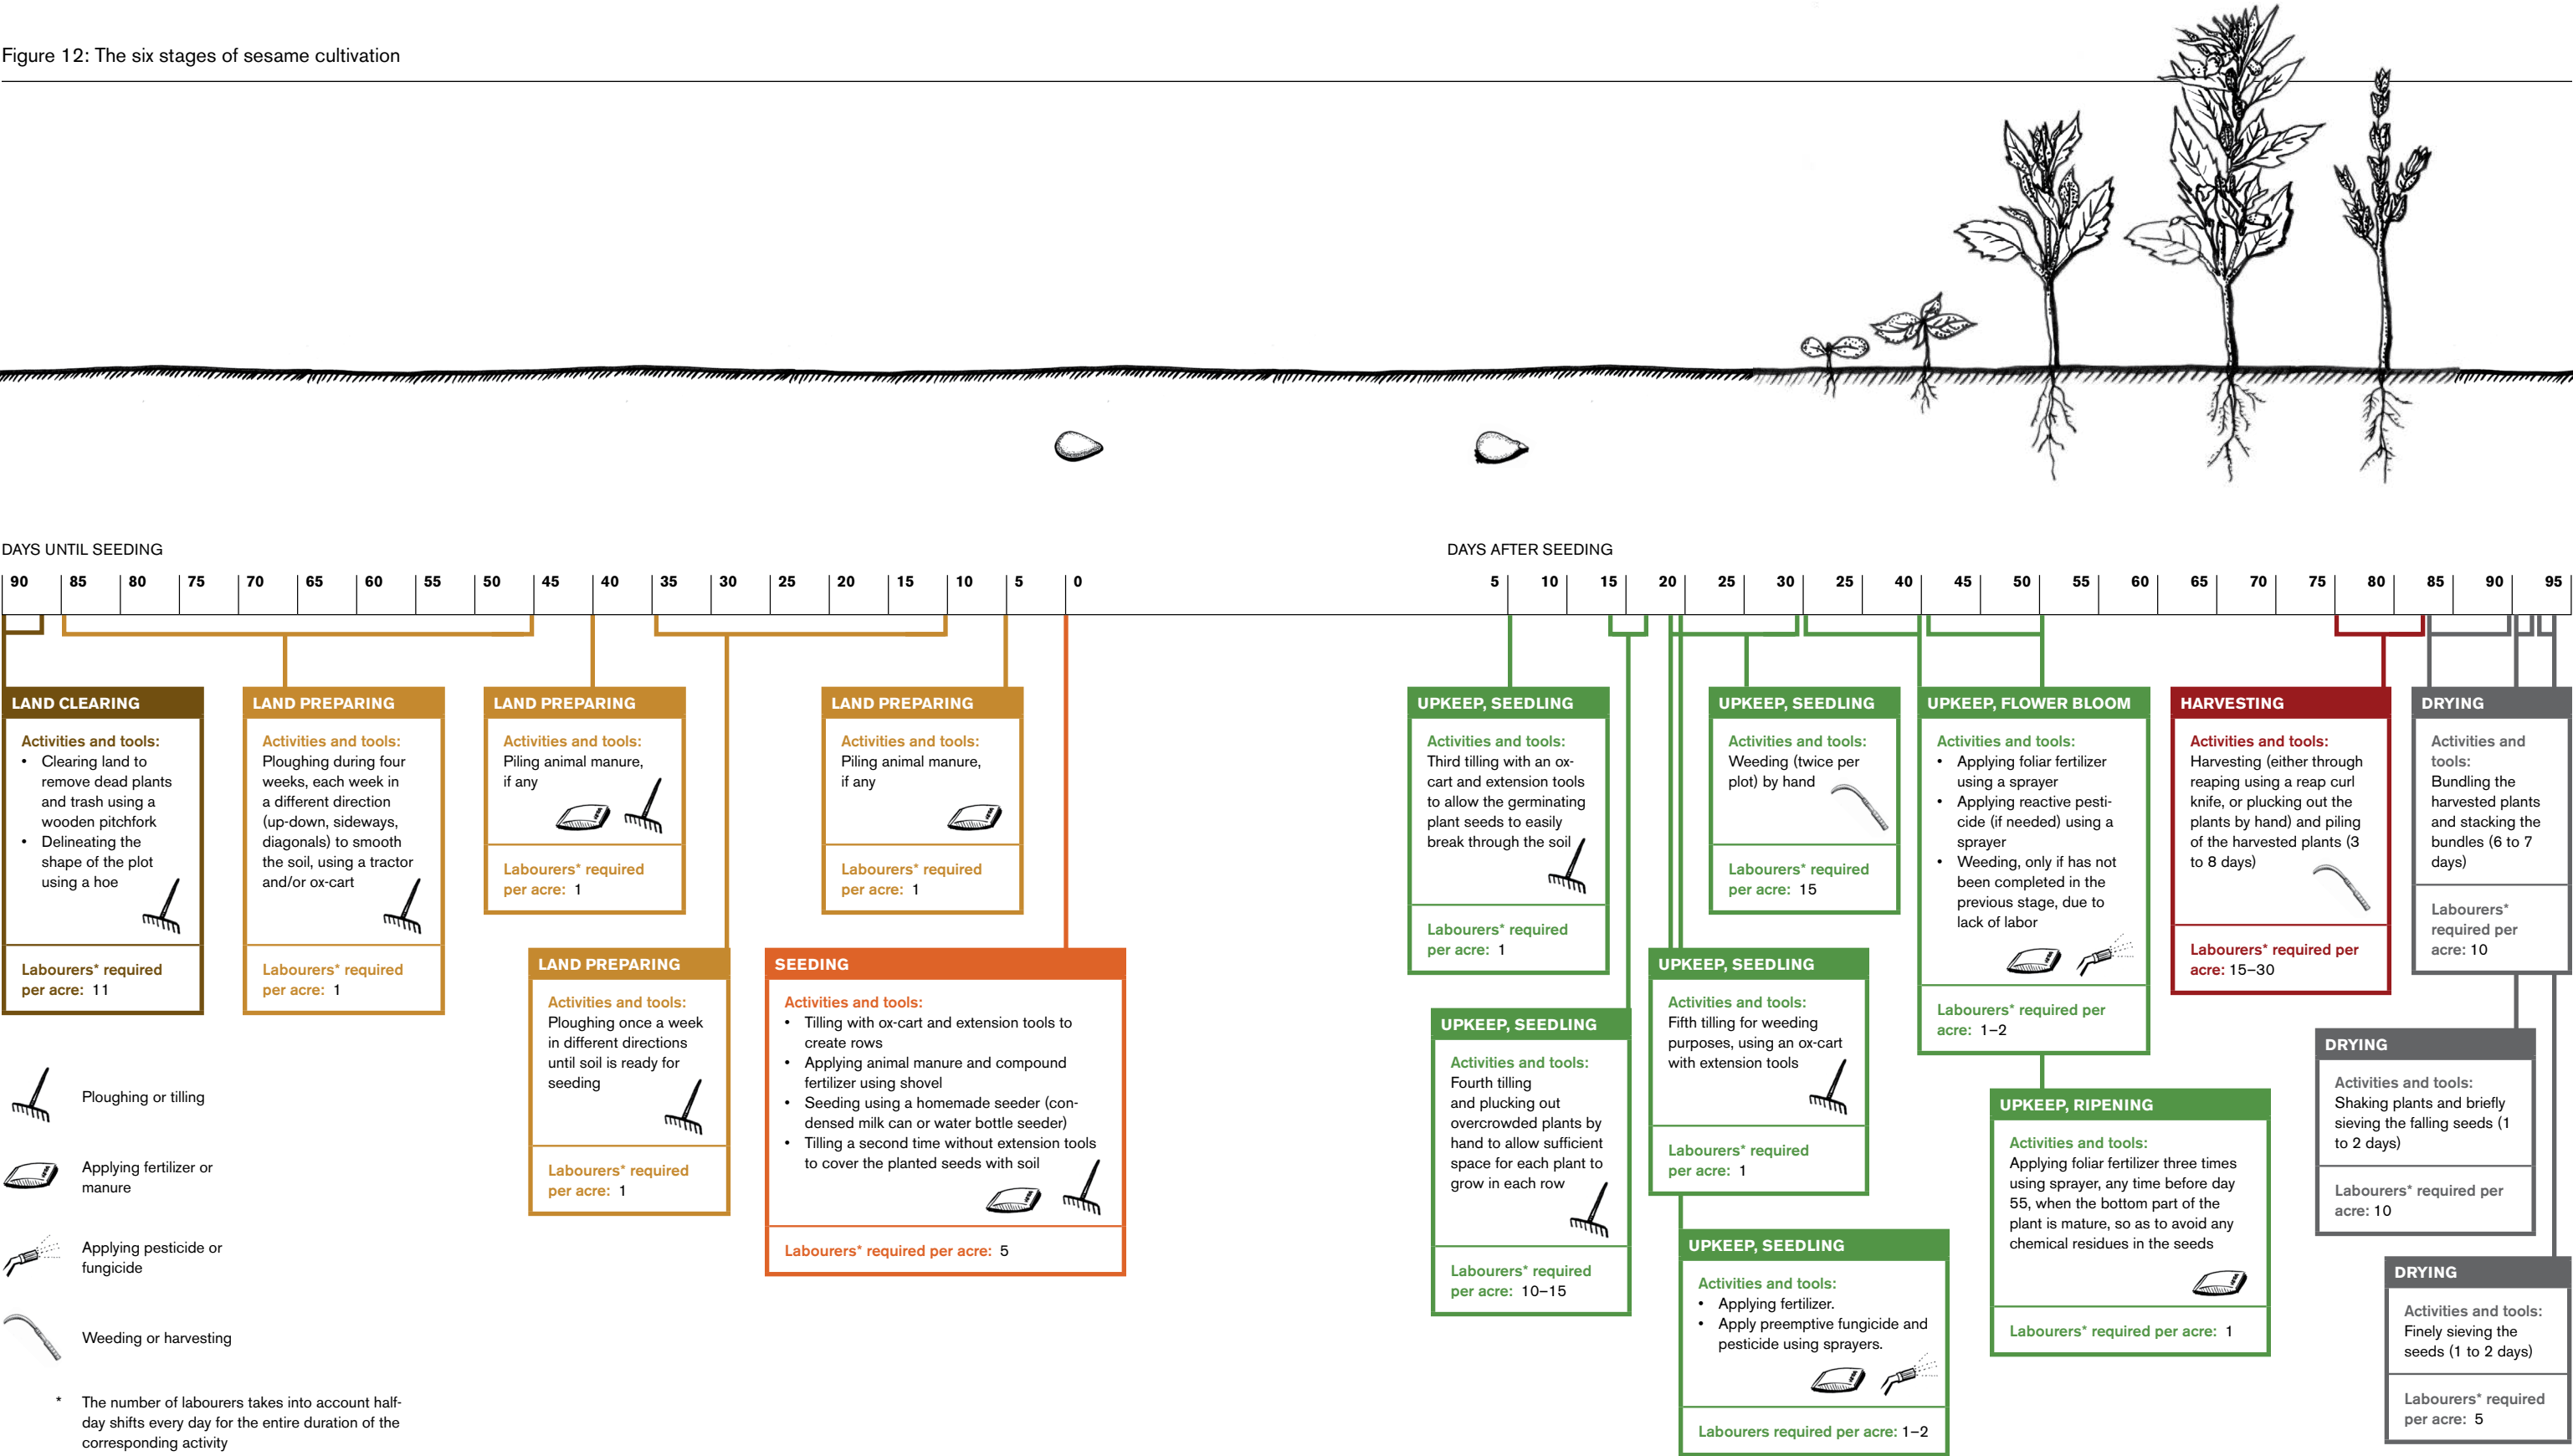 Figure 12: The six stages of sesame cultivation
DAYS UNTIL SEEDING
DAYS AFTER SEEDING
90 85 80 75 70 65 60 55 50 45 40 35 30 25 20 15 10 5 0
5 10 15 20 25 30 25 40 45 50 55 60 65 70 75 80 85 90 95
LAND CLEARING
Activities and tools:
• Clearing land to
remove dead plants
and trash using a
wooden pitchfork
• Delineating the
shape of the plot
using a hoe
Labourers* required
per acre: 11
LAND PREPARING
Activities and tools:
Ploughing during four
weeks, each week in
a different direction
(up-down, sideways,
diagonals) to smooth
the soil, using a tractor
and/or ox-cart
Labourers* required
per acre: 1
LAND PREPARING
Activities and tools:
Piling animal manure,
if any
Labourers* required
per acre: 1
LAND PREPARING
Activities and tools:
Ploughing once a week
in different directions
until soil is ready for
seeding
Labourers* required
per acre: 1
LAND PREPARING
Activities and tools:
Piling animal manure,
if any
Labourers* required
per acre: 1
SEEDING
Activities and tools:
• Tilling with ox-cart and extension tools to
create rows
• Applying animal manure and compound
fertilizer using shovel
• Seeding using a homemade seeder (con-
densed milk can or water bottle seeder)
• Tilling a second time without extension tools
to cover the planted seeds with soil
Labourers* required per acre: 5
UPKEEP, SEEDLING
Activities and tools:
Third tilling with an ox-
cart and extension tools
to allow the germinating
plant seeds to easily
break through the soil
Labourers* required
per acre: 1
UPKEEP, SEEDLING
Activities and tools:
Fourth tilling
and plucking out
overcrowded plants by
hand to allow sufficient
space for each plant to
grow in each row
Labourers* required
per acre: 10–15
UPKEEP, SEEDLING
Activities and tools:
Weeding (twice per
plot) by hand
Labourers* required
per acre: 15
UPKEEP, SEEDLING
Activities and tools:
Fifth tilling for weeding
purposes, using an ox-cart
with extension tools
Labourers* required
per acre: 1
UPKEEP, SEEDLING
Activities and tools:
• Applying fertilizer.
• Apply preemptive fungicide and
pesticide using sprayers.
Labourers required per acre: 1–2
UPKEEP, FLOWER BLOOM
Activities and tools:
• Applying foliar fertilizer
using a sprayer
• Applying reactive pesti-
cide (if needed) using a
sprayer
• Weeding, only if has not
been completed in the
previous stage, due to
lack of labor
Labourers* required per
acre: 1–2
UPKEEP, RIPENING
Activities and tools:
Applying foliar fertilizer three times
using sprayer, any time before day
55, when the bottom part of the
plant is mature, so as to avoid any
chemical residues in the seeds
Labourers* required per acre: 1
HARVESTING
Activities and tools:
Harvesting (either through
reaping using a reap curl
knife, or plucking out the
plants by hand) and piling
of the harvested plants (3
to 8 days)
Labourers* required per
acre: 15–30
DRYING
Activities and
tools:
Bundling the
harvested plants
and stacking the
bundles (6 to 7
days)
Labourers*
required per
acre: 10
DRYING
Activities and tools:
Shaking plants and briefly
sieving the falling seeds (1
to 2 days)
Labourers* required per
acre: 10
DRYING
Activities and tools:
Finely sieving the
seeds (1 to 2 days)
Labourers* required
per acre: 5
Ploughing or tilling
Applying fertilizer or
manure
Applying pesticide or
fungicide
Weeding or harvesting
* The number of labourers takes into account half-
day shifts every day for the entire duration of the
corresponding activity